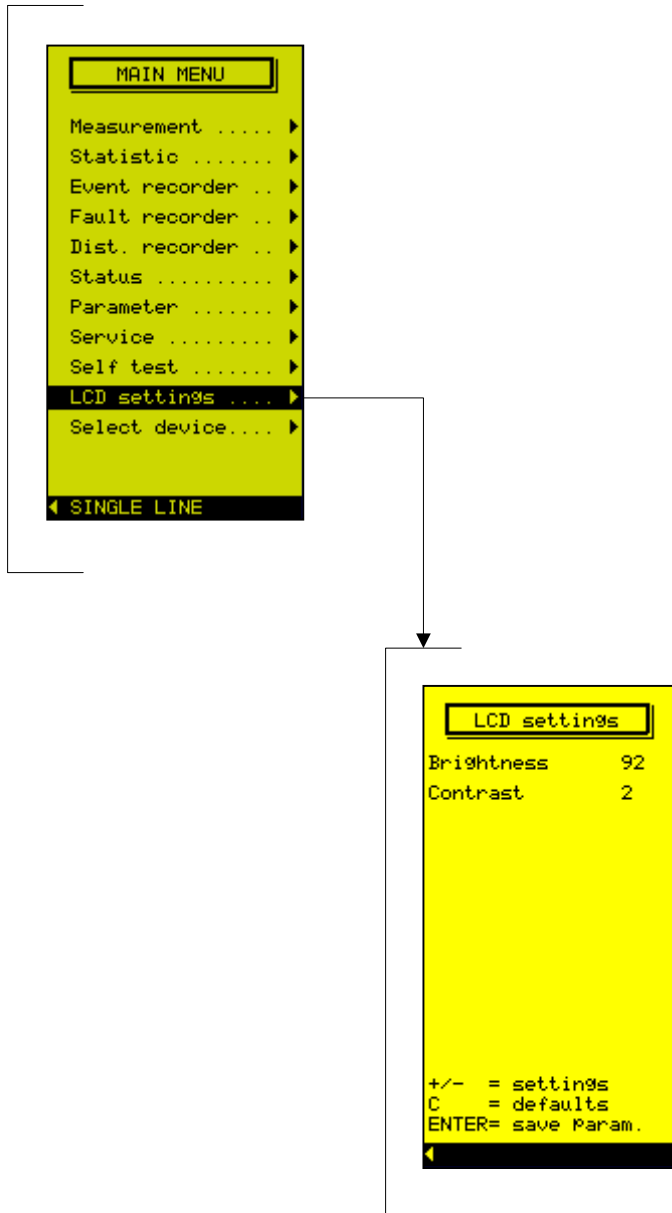 MAIN MENU
Measurement .....
Statistic .......
Event recorder ..
Fault recorder ..
Dist. recorder ..
Status ..........
Parameter .......
Service .........
Self test .......
LCD settings ....
Select device....
SINGLE LINE
LCD settings
Brightness 92
Contrast 2
+/- = settings
C = defaults
ENTER= save Param.